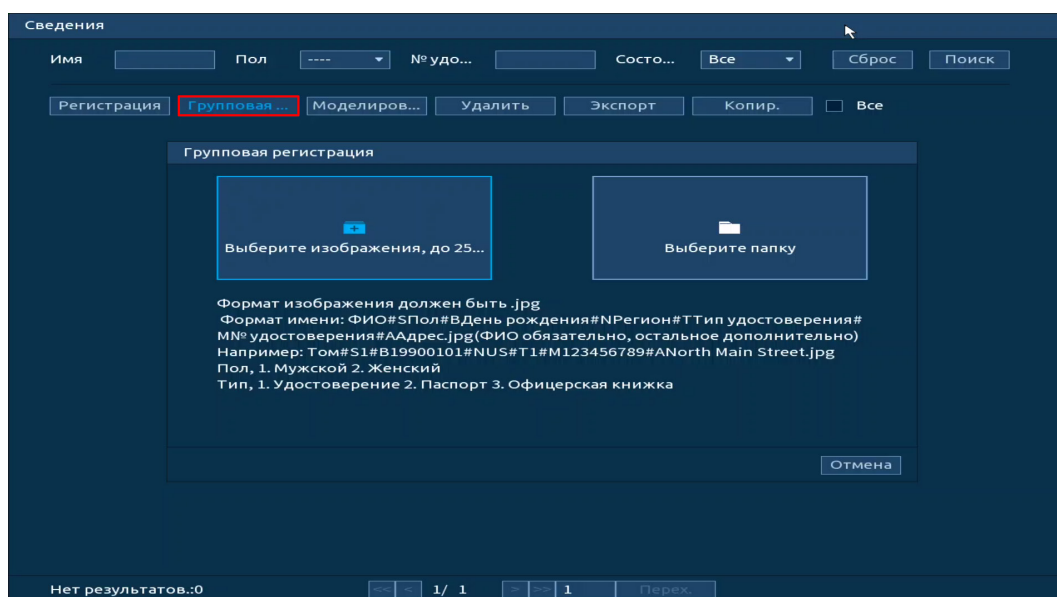 Сведения
Имя Пол ---- № удо... Состо... Все Сброс Поиск
Регистрация Групповая ... Моделиров... Удалить Экспорт Копир. Все
Групповая регистрация
Выберите изображения, до 25... Выберите папку
Формат изображения должен быть .jpg
Формат имени: ФИО#SПол#BДень рождения#NРегион#TТип удостоверения#
M№ удостоверения#AАдрес.jpg(ФИО обязательно, остальное дополнительно)
Например: Том#S1#B19900101#NUS#T1#M123456789#ANorth Main Street.jpg
Пол, 1. Мужской 2. Женский
Тип, 1. Удостоверение 2. Паспорт 3. Офицерская книжка
Отмена
Нет результатов.:0 << < 1/ 1 > >> 1 Перех.